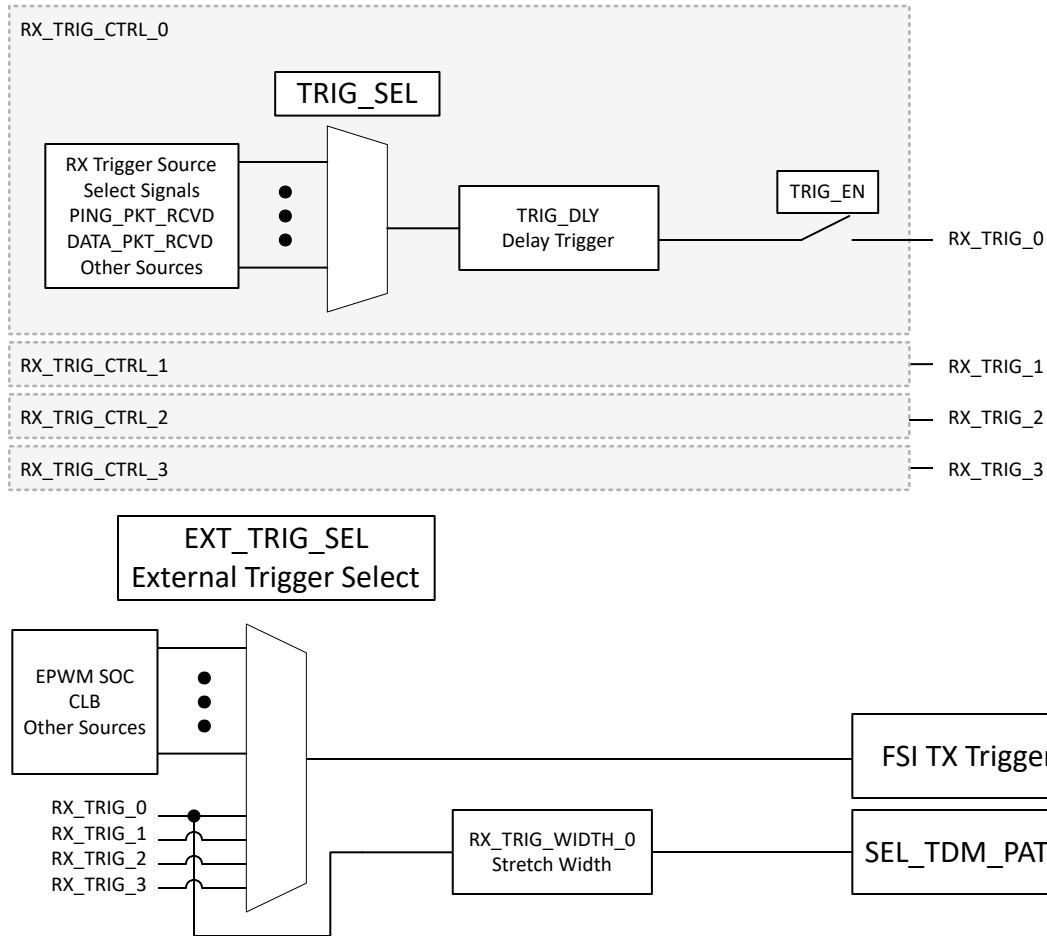 RX_TRIG_CTRL_0
TRIG_SEL
RX Trigger Source
Select Signals
PING_PKT_RCVD
DATA_PKT_RCVD
Other Sources
TRIG_DLY
Delay Trigger
TRIG_EN
RX_TRIG_0
RX_TRIG_CTRL_1
RX_TRIG_1
RX_TRIG_CTRL_2
RX_TRIG_2
RX_TRIG_CTRL_3
RX_TRIG_3
EXT_TRIG_SEL
External Trigger Select
EPWM SOC
CLB
Other Sources
FSI TX Trigger
RX_TRIG_0
RX_TRIG_1
RX_TRIG_2
RX_TRIG_3
RX_TRIG_WIDTH_0
Stretch Width
SEL_TDM_PAT